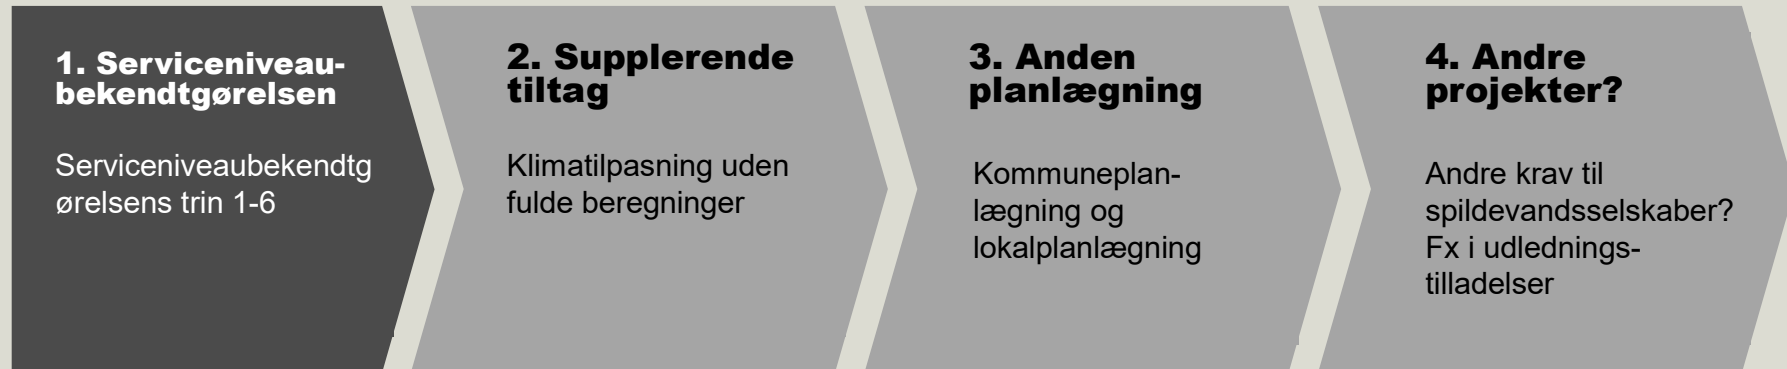 1. Serviceniveau-
bekendtgørelsen
Serviceniveaubekendtg
ørelsens trin 1-6
2. Supplerende
tiltag
Klimatilpasning uden
fulde beregninger
3. Anden
planlægning
Kommuneplan-
lægning og
lokalplanlægning
4. Andre
projekter?
Andre krav til
spildevandsselskaber?
Fx i udlednings-
tilladelser